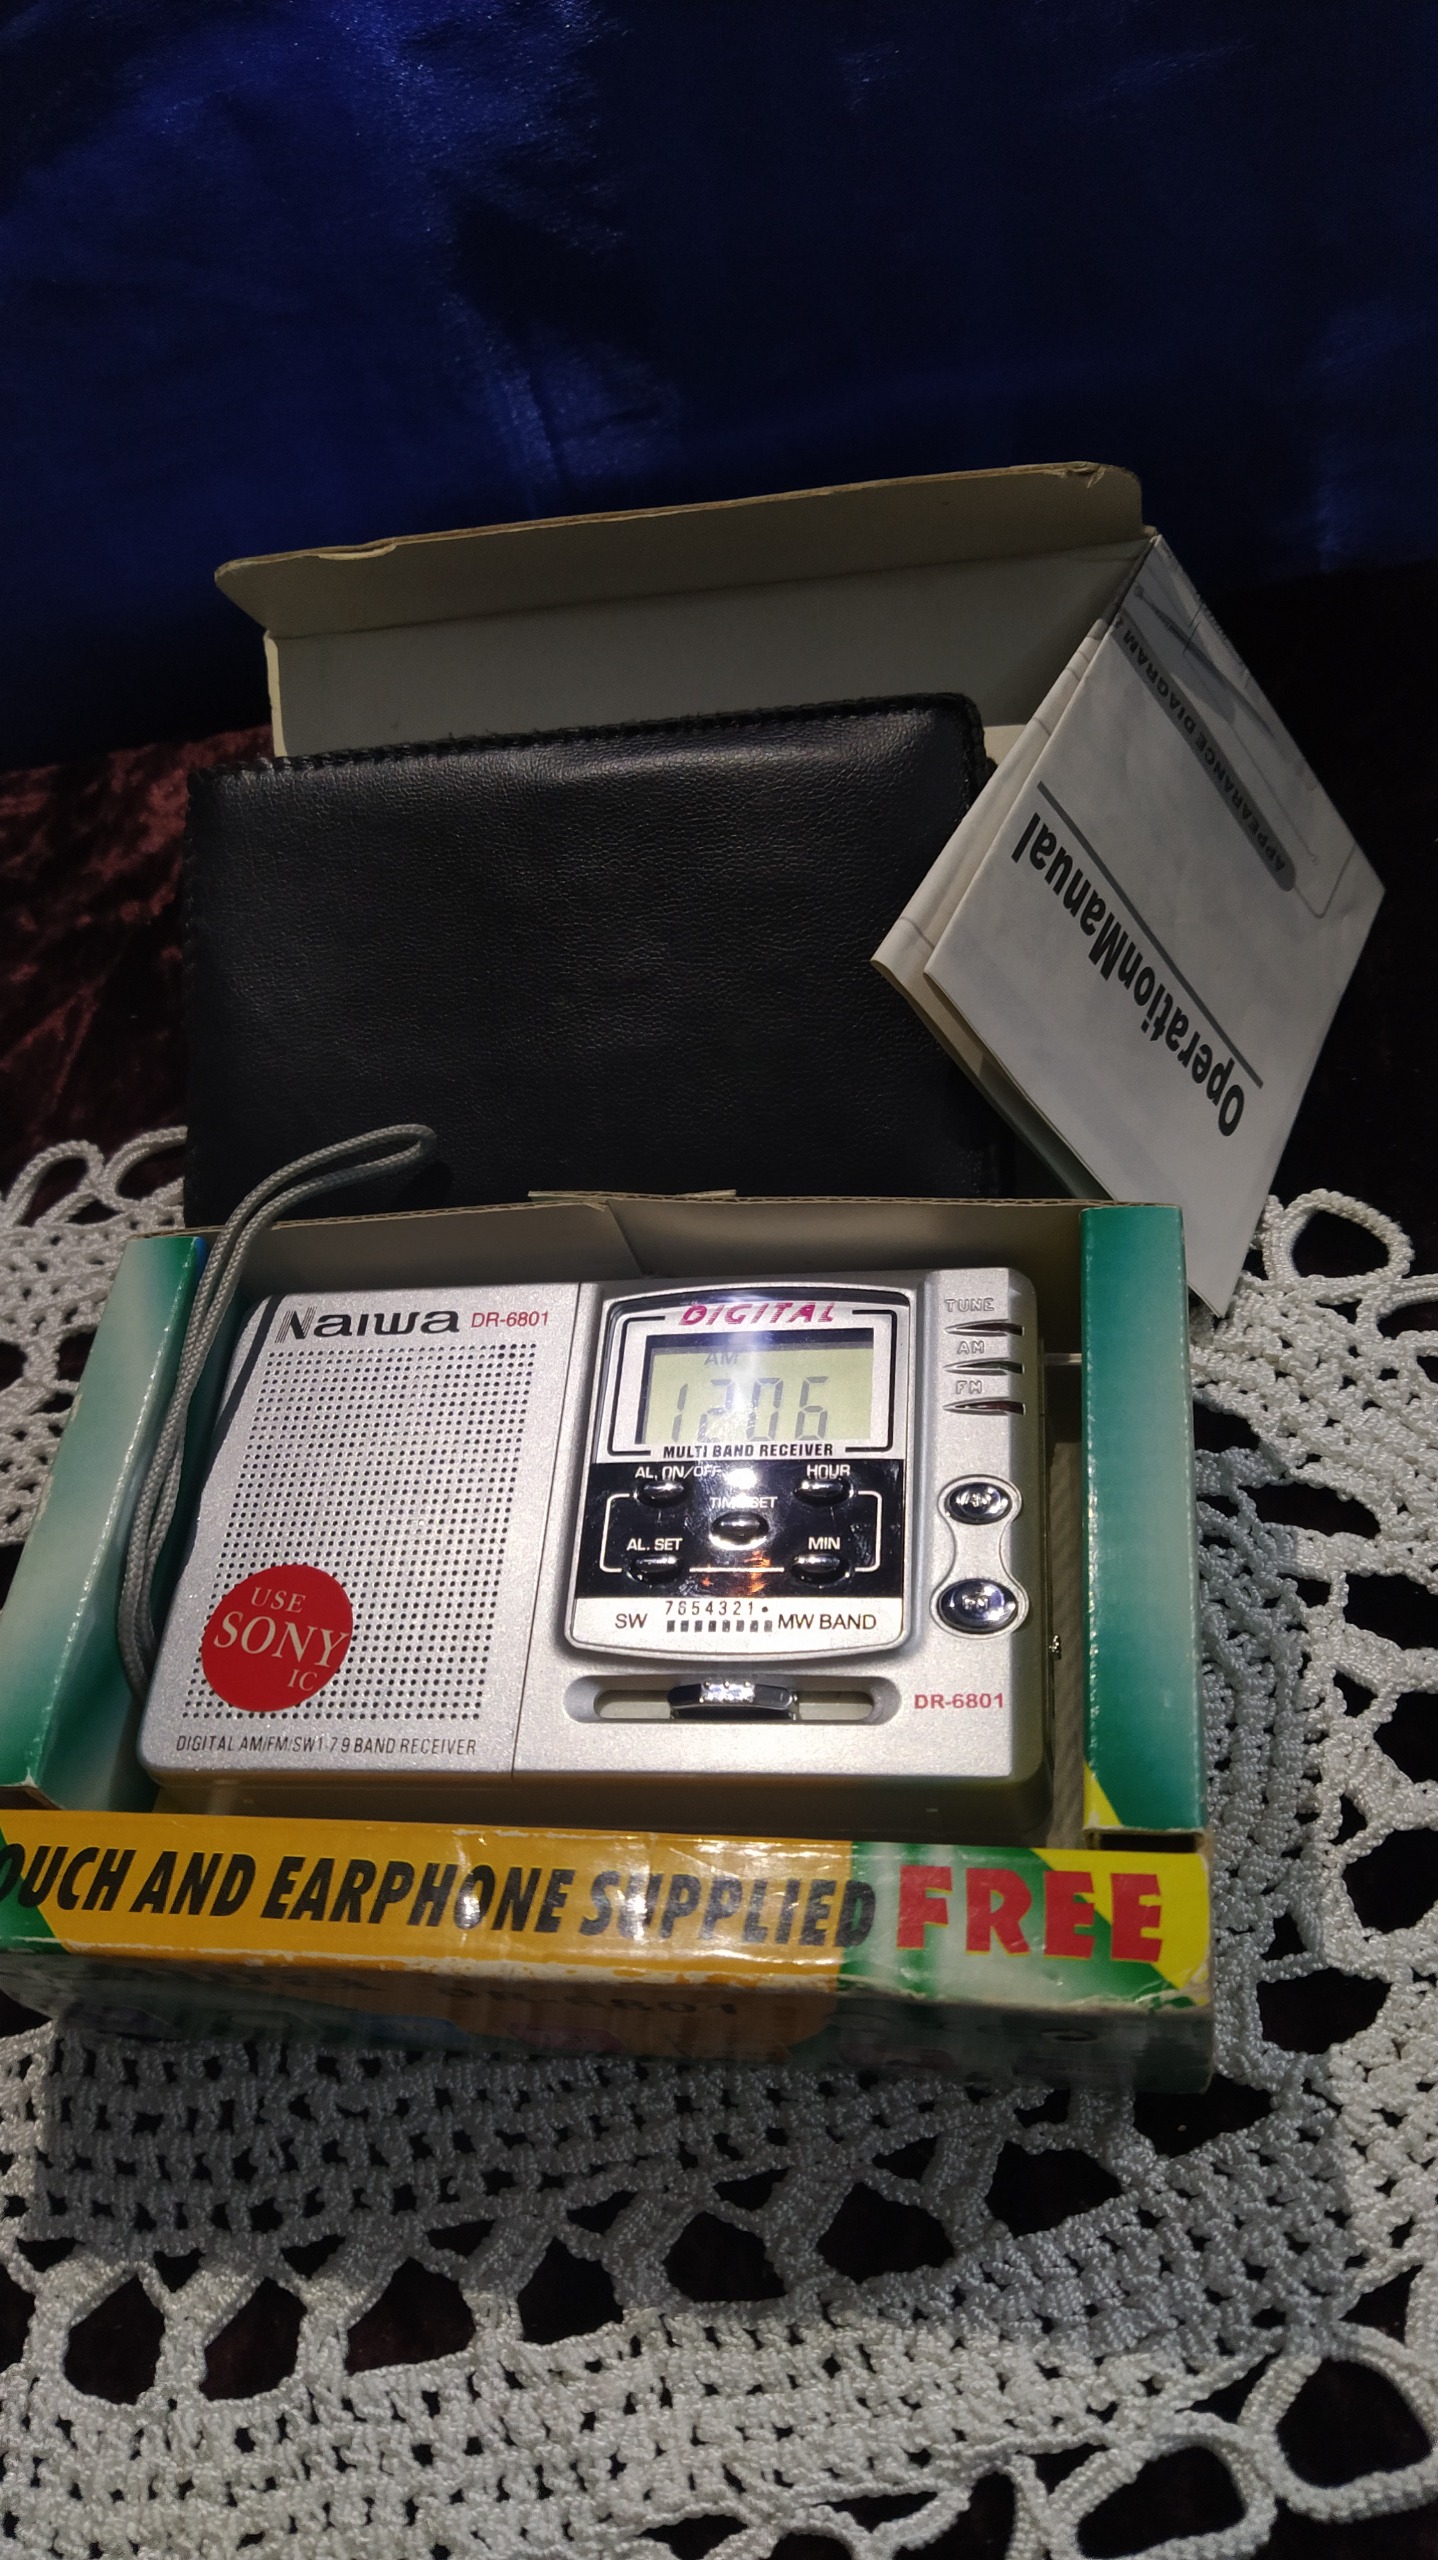 APPEARANCE DIAGRAM
OperationManual
Naiwa DR-6801
DIGITAL
AM
1206
MULTI BAND RECEIVER
TUNE
AM
FM
AL. ON/OFF
HOUR
TIME SET
AL. SET
MIN
7654321
SW
MW BAND
USE
SONY
IC
DR-6801
DIGITAL AM/FM/SW1-7 9 BAND RECEIVER
OUCH AND EARPHONE SUPPLIED FREE